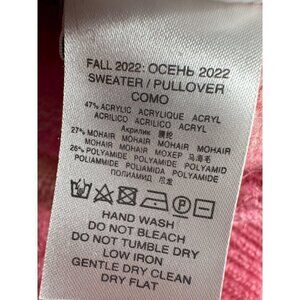 FALL 2022: ОСЕНЬ 2022
SWEATER / PULLOVER
COMO
47% ACRYLIC ACRYLIQUE ACRYL
ACRILICO ACRILICO ACRYL
Акрилик 腈纶
27% MOHAIR MOHAIR MOHAIR
MOHAIR MOHAIR МОХЕР 马海毛
26% POLYAMIDE POLYAMIDE POLYAMID
POLIAMMIDA POLIAMIDA POLYAMIDE
ПОЛИАМИД 尼龙
P
HAND WASH
DO NOT BLEACH
DO NOT TUMBLE DRY
LOW IRON
GENTLE DRY CLEAN
DRY FLAT